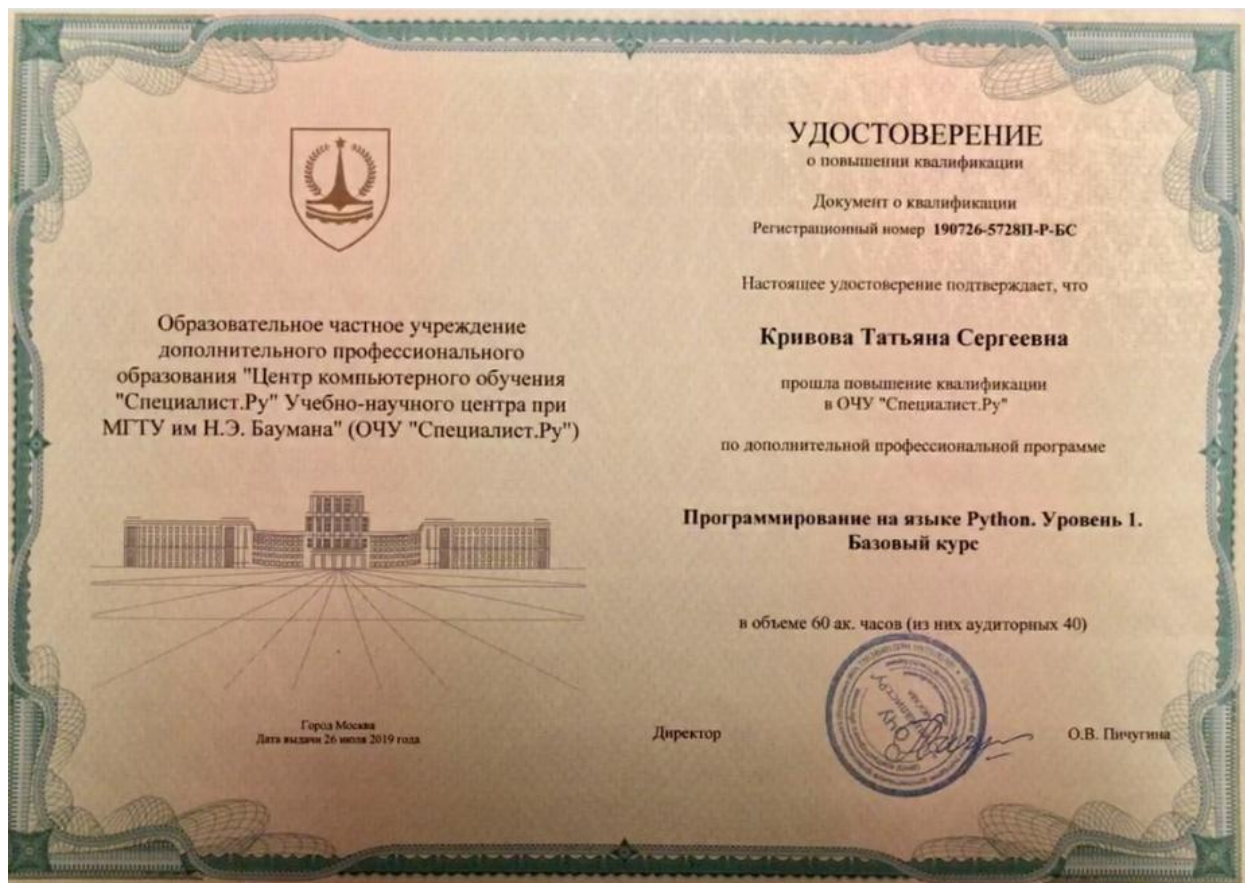 Образовательное частное учреждение
дополнительного профессионального
образования "Центр компьютерного обучения
"Специалист.Ру" Учебно-научного центра при
МГТУ им Н.Э. Баумана" (ОЧУ "Специалист.Ру")
Город Москва
Дата выдачи 26 июля 2019 года
УДОСТОВЕРЕНИЕ
о повышении квалификации
Документ о квалификации
Регистрационный номер 190726-5728П-Р-БС
Настоящее удостоверение подтверждает, что
Кривова Татьяна Сергеевна
прошла повышение квалификации
в ОЧУ "Специалист.Ру"
по дополнительной профессиональной программе
Программирование на языке Python. Уровень 1.
Базовый курс
в объеме 60 ак. часов (из них аудиторных 40)
Директор
О.В. Пичугина